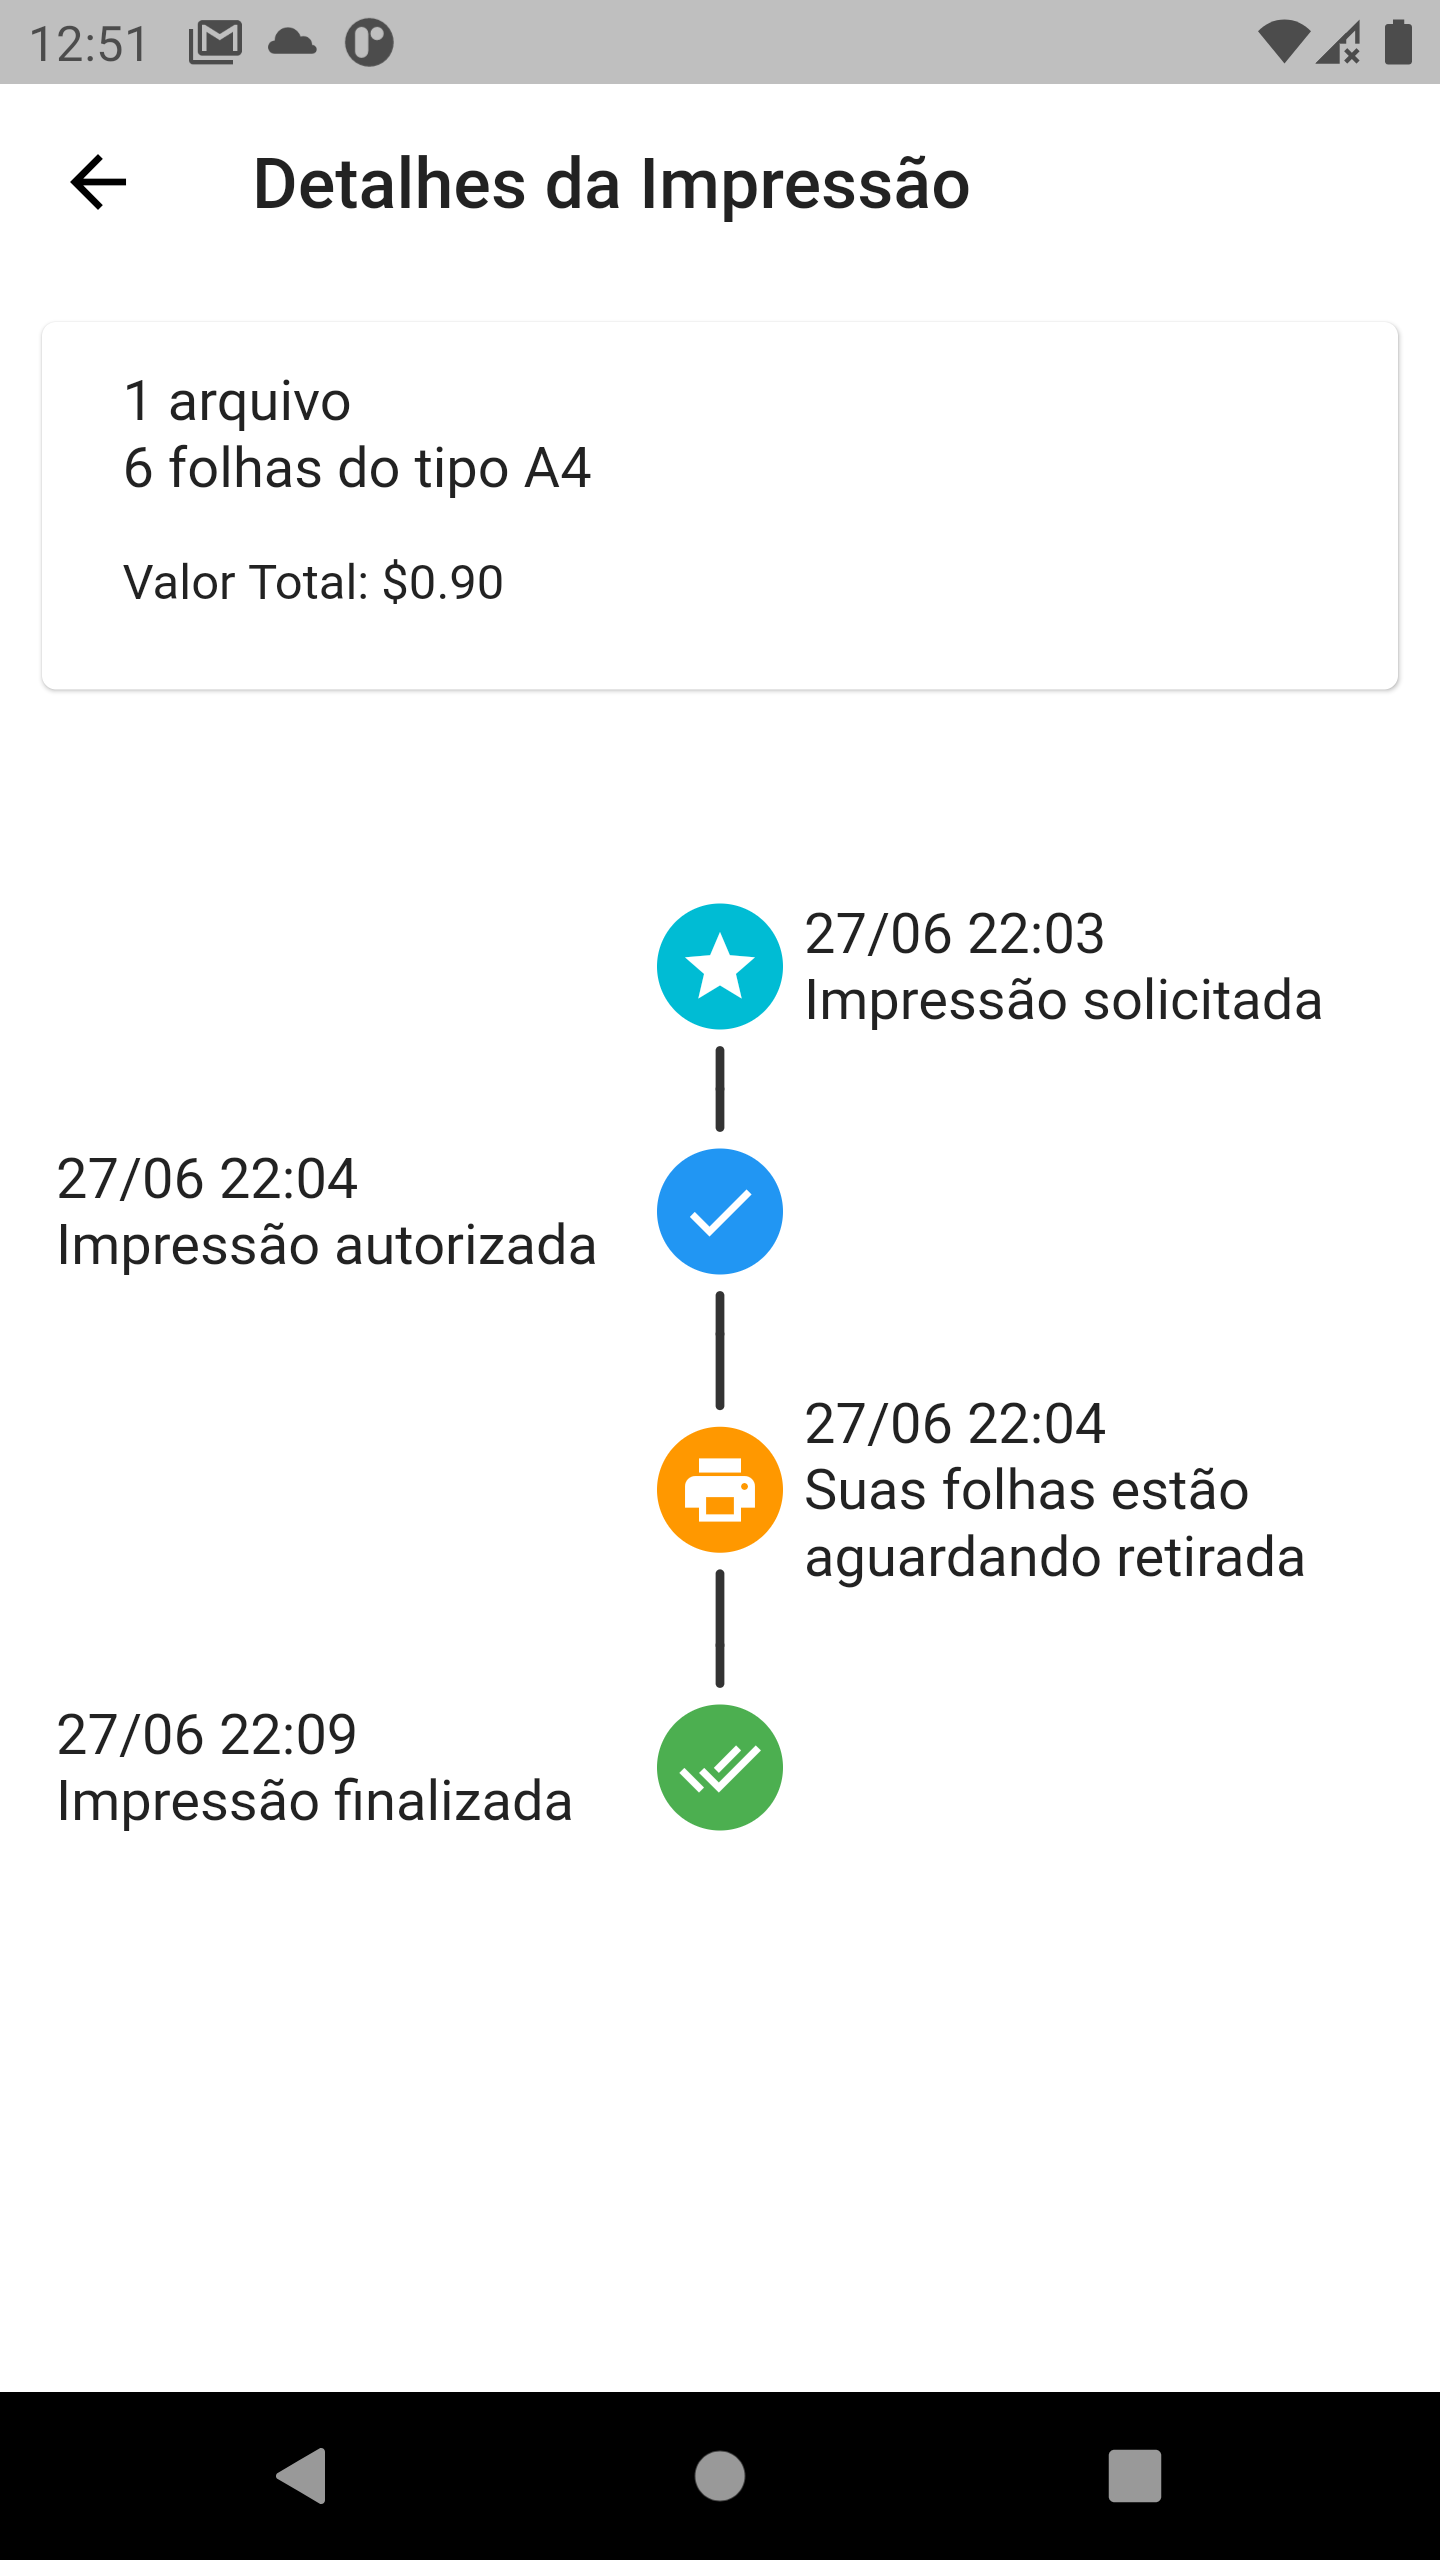 12:51
Detalhes da Impressão
1 arquivo
6 folhas do tipo A4
Valor Total: $0.90
27/06 22:03
Impressão solicitada
27/06 22:04
Impressão autorizada
27/06 22:04
Suas folhas estão
aguardando retirada
27/06 22:09
Impressão finalizada